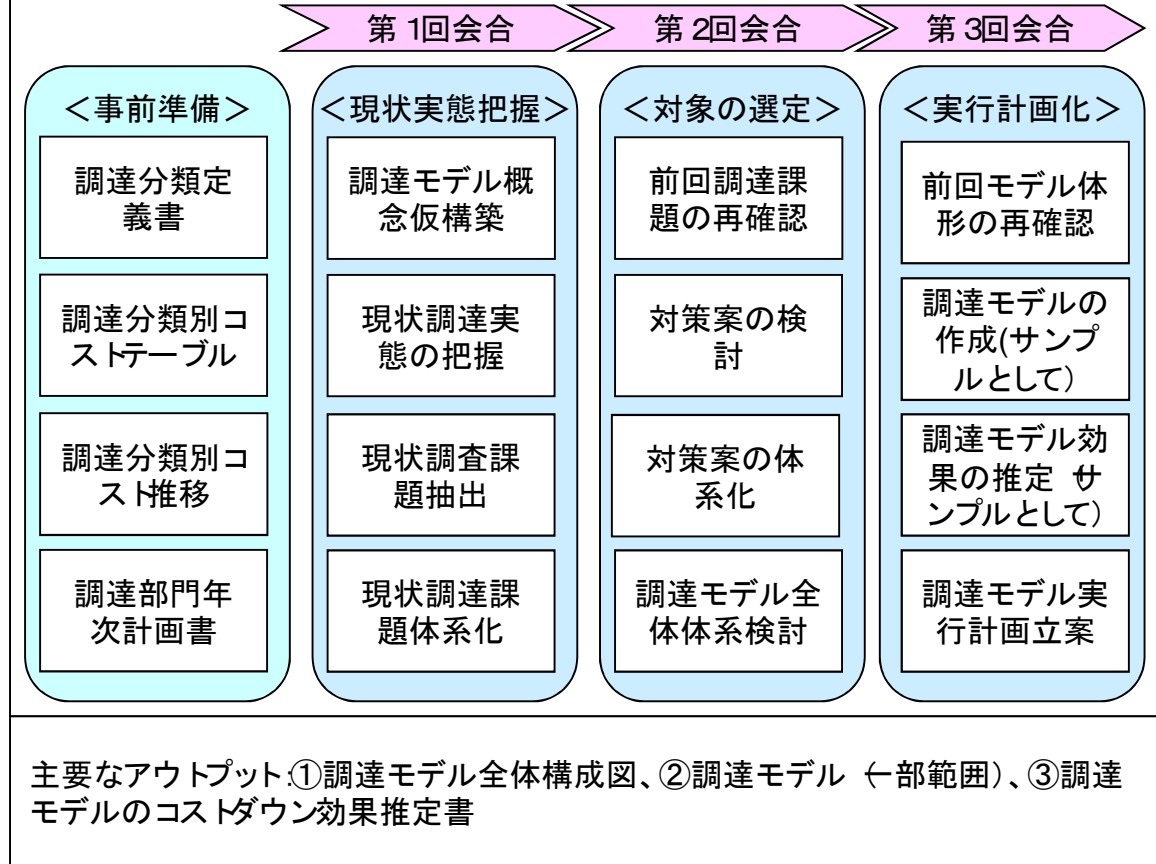 第 1回会合
第 2回会合
第 3回会合
＜事前準備＞
調達分類定
義書
調達分類別コ
ストテーブル
調達分類別コ
スト推移
調達部門年
次計画書
＜現状実態把握＞
調達モデル概
念仮構築
現状調達実
態の把握
現状調査課
題抽出
現状調達課
題体系化
＜対象の選定＞
前回調達課
題の再確認
対策案の検
討
対策案の体
系化
調達モデル全
体体系検討
＜実行計画化＞
前回モデル体
形の再確認
調達モデルの
作成(サンプ
ルとして）
調達モデル効
果の推定（サ
ンプルとして）
調達モデル実
行計画立案
主要なアウトプット:①調達モデル全体構成図、②調達モデル（一部範囲）、③調達
モデルのコストダウン効果推定書